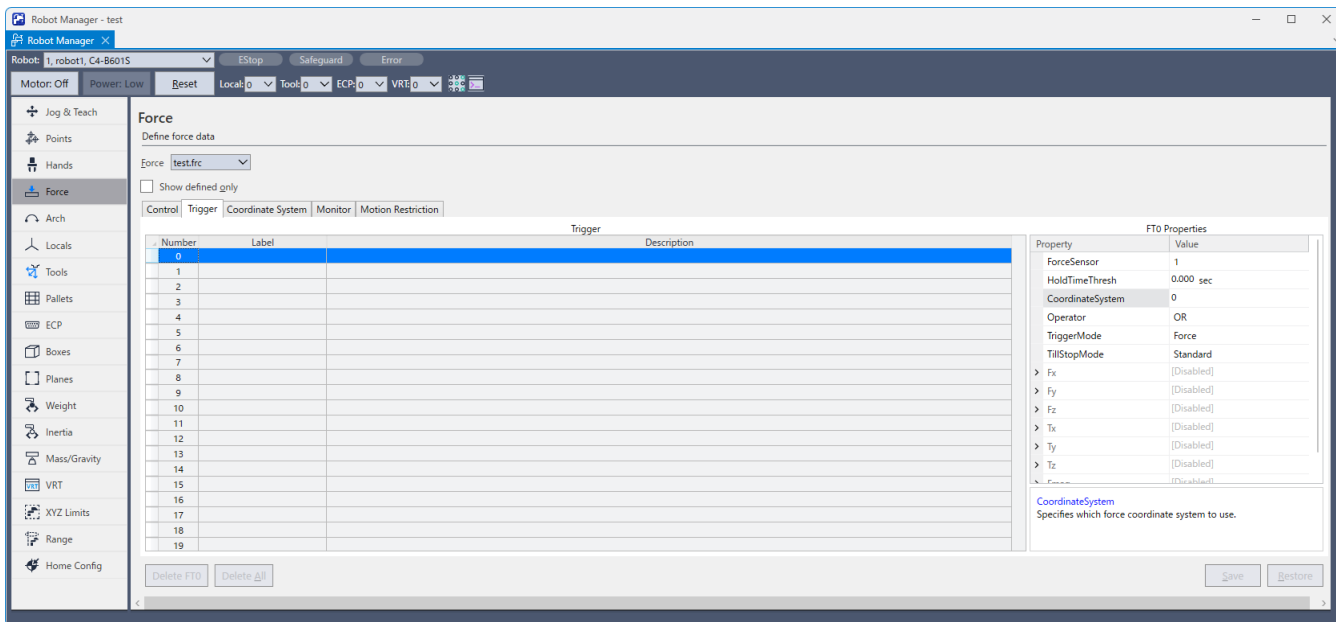 Robot Manager - test
Robot Manager
Robot: 1, robot1, C4-B601S EStop Safeguard Error
Motor: Off Power: Low Reset Local: 0 Tool: 0 ECP: 0 VRT: 0
Jog & Teach
Points
Hands
Force
Arch
Locals
Tools
Pallets
ECP
Boxes
Planes
Weight
Inertia
Mass/Gravity
VRT
XYZ Limits
Range
Home Config
Force
Define force data
Force test.frc
Show defined only
Control Trigger Coordinate System Monitor Motion Restriction
Trigger
Number Label Description
0
1
2
3
4
5
6
7
8
9
10
11
12
13
14
15
16
17
18
19
FT0 Properties
Property Value
ForceSensor 1
HoldTimeThresh 0.000 sec
CoordinateSystem 0
Operator OR
TriggerMode Force
TillStopMode Standard
Fx [Disabled]
Fy [Disabled]
Fz [Disabled]
Tx [Disabled]
Ty [Disabled]
Tz [Disabled]
[Disabled]
CoordinateSystem
Specifies which force coordinate system to use.
Delete FT0 Delete All Save Restore